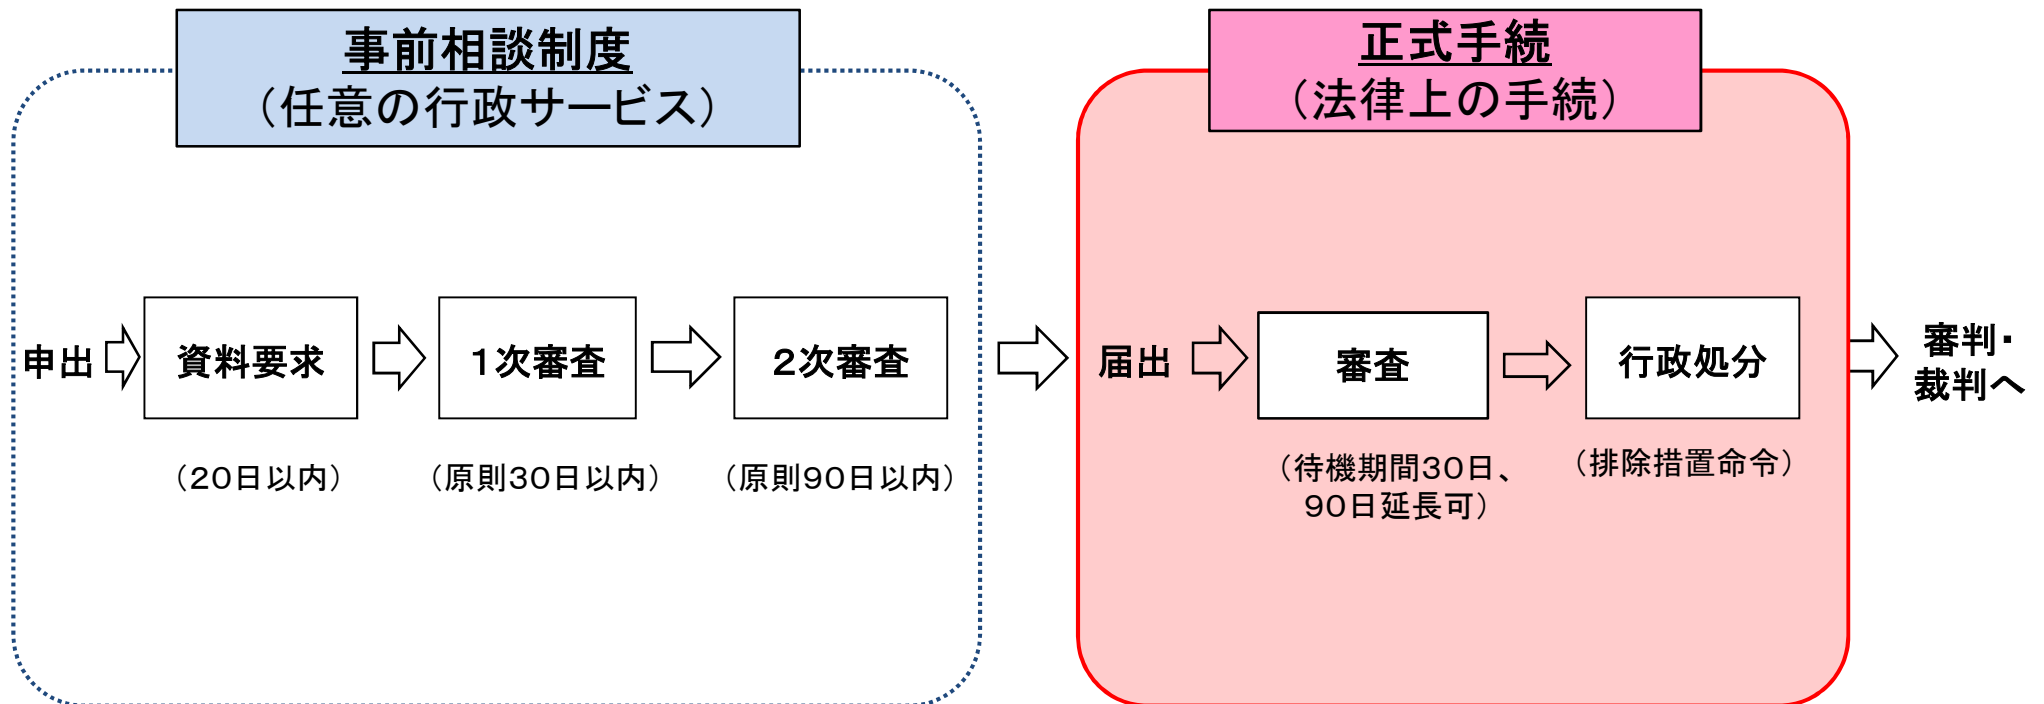 事前相談制度
（任意の行政サービス）
申出
資料要求
（２０日以内）
１次審査
（原則３０日以内）
２次審査
（原則９０日以内）
正式手続
（法律上の手続）
届出
審査
（待機期間３０日、
９０日延長可）
行政処分
（排除措置命令）
審判・
裁判へ